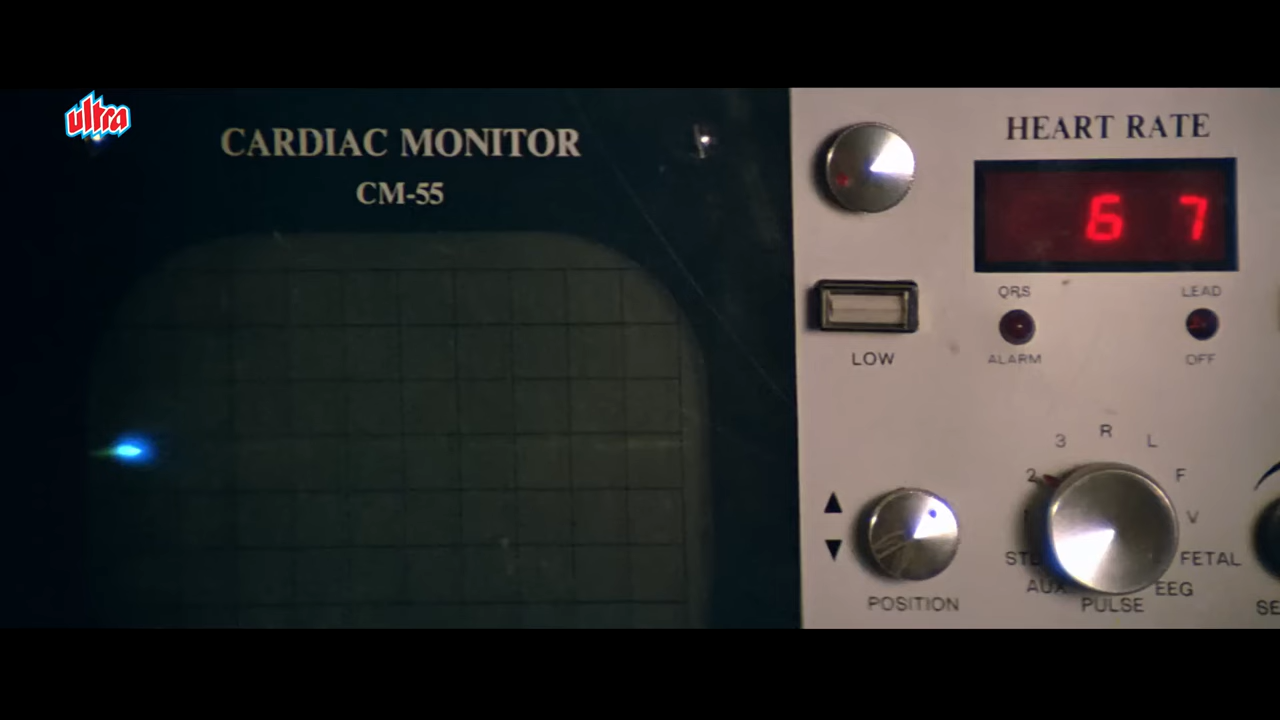 ultra
CARDIAC MONITOR
CM-55
HEART RATE
67
QRS
LEAD
ALARM
OFF
LOW
R
3
L
2
F
V
FETAL
AUX
EEG
PULSE
POSITION